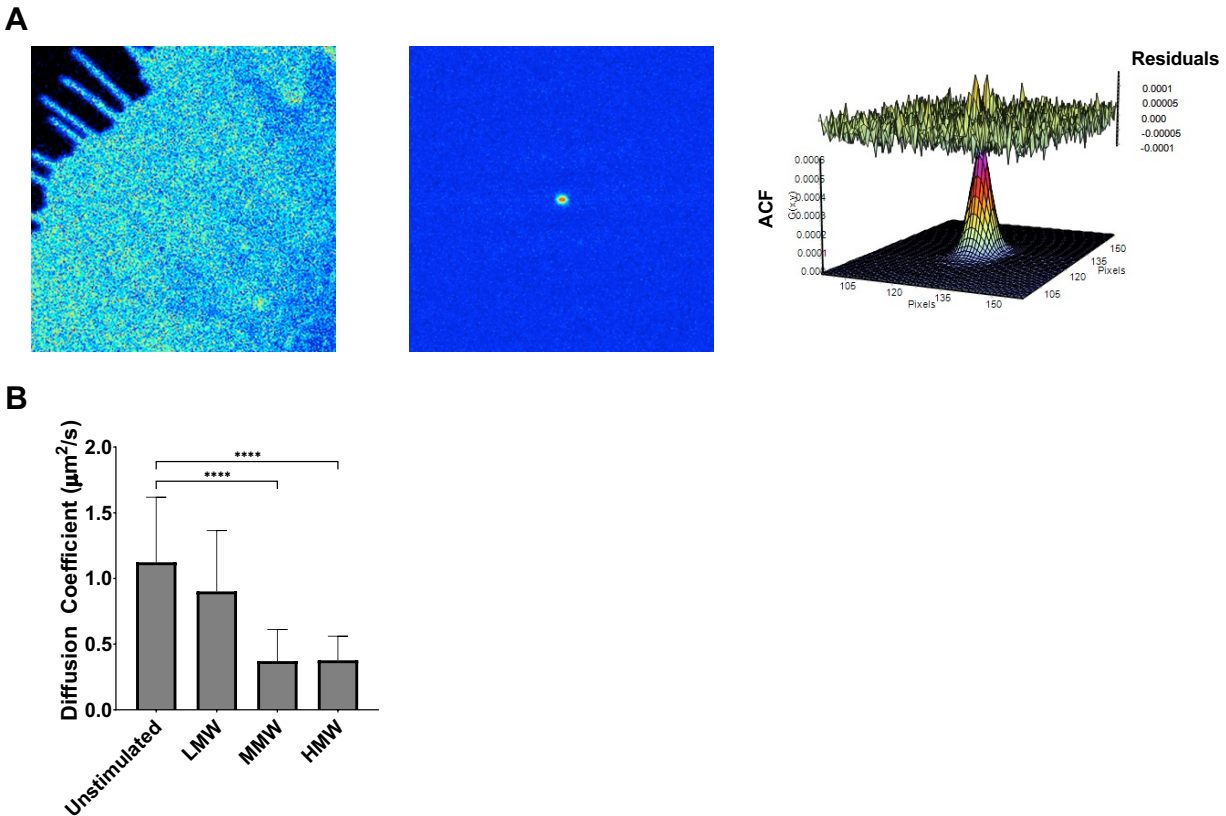 A
Residuals
0.0001
0.00005
0.000
-0.00005
-0.0001
ACF
G(x,y)
0.0006
0.0005
0.0004
0.0003
0.0002
0.0001
105
120
135
150
Pixels
105
120
135
150
Pixels
B
Diffusion Coefficient (μm²/s)
2.0
1.5
1.0
0.5
0.0
****
****
Unstimulated
LMW
MMW
HMW